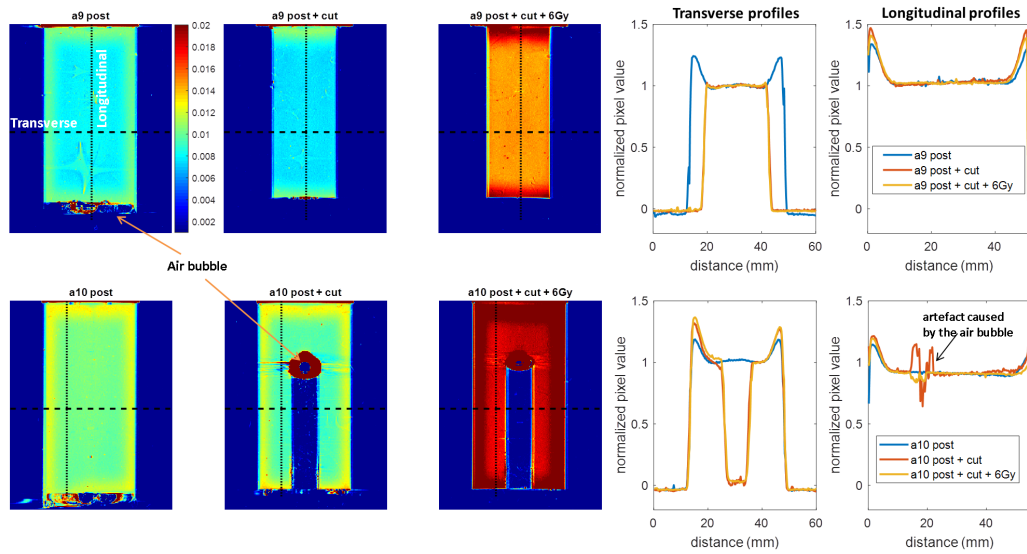 a9 post
a9 post + cut
a9 post + cut + 6Gy
Transverse profiles
Longitudinal profiles
Transverse
Longitudinal
0.02
0.018
0.016
0.014
0.012
0.01
0.008
0.006
0.004
0.002
normalized pixel value
1.5
1
0.5
0
0
20
40
60
distance (mm)
normalized pixel value
1.5
1
0.5
0
a9 post
a9 post + cut
a9 post + cut + 6Gy
0
20
40
distance (mm)
Air bubble
a10 post
a10 post + cut
a10 post + cut + 6Gy
normalized pixel value
1.5
1
0.5
0
0
20
40
60
distance (mm)
normalized pixel value
1.5
1
0.5
0
artefact caused
by the air bubble
a10 post
a10 post + cut
a10 post + cut + 6Gy
0
20
40
distance (mm)